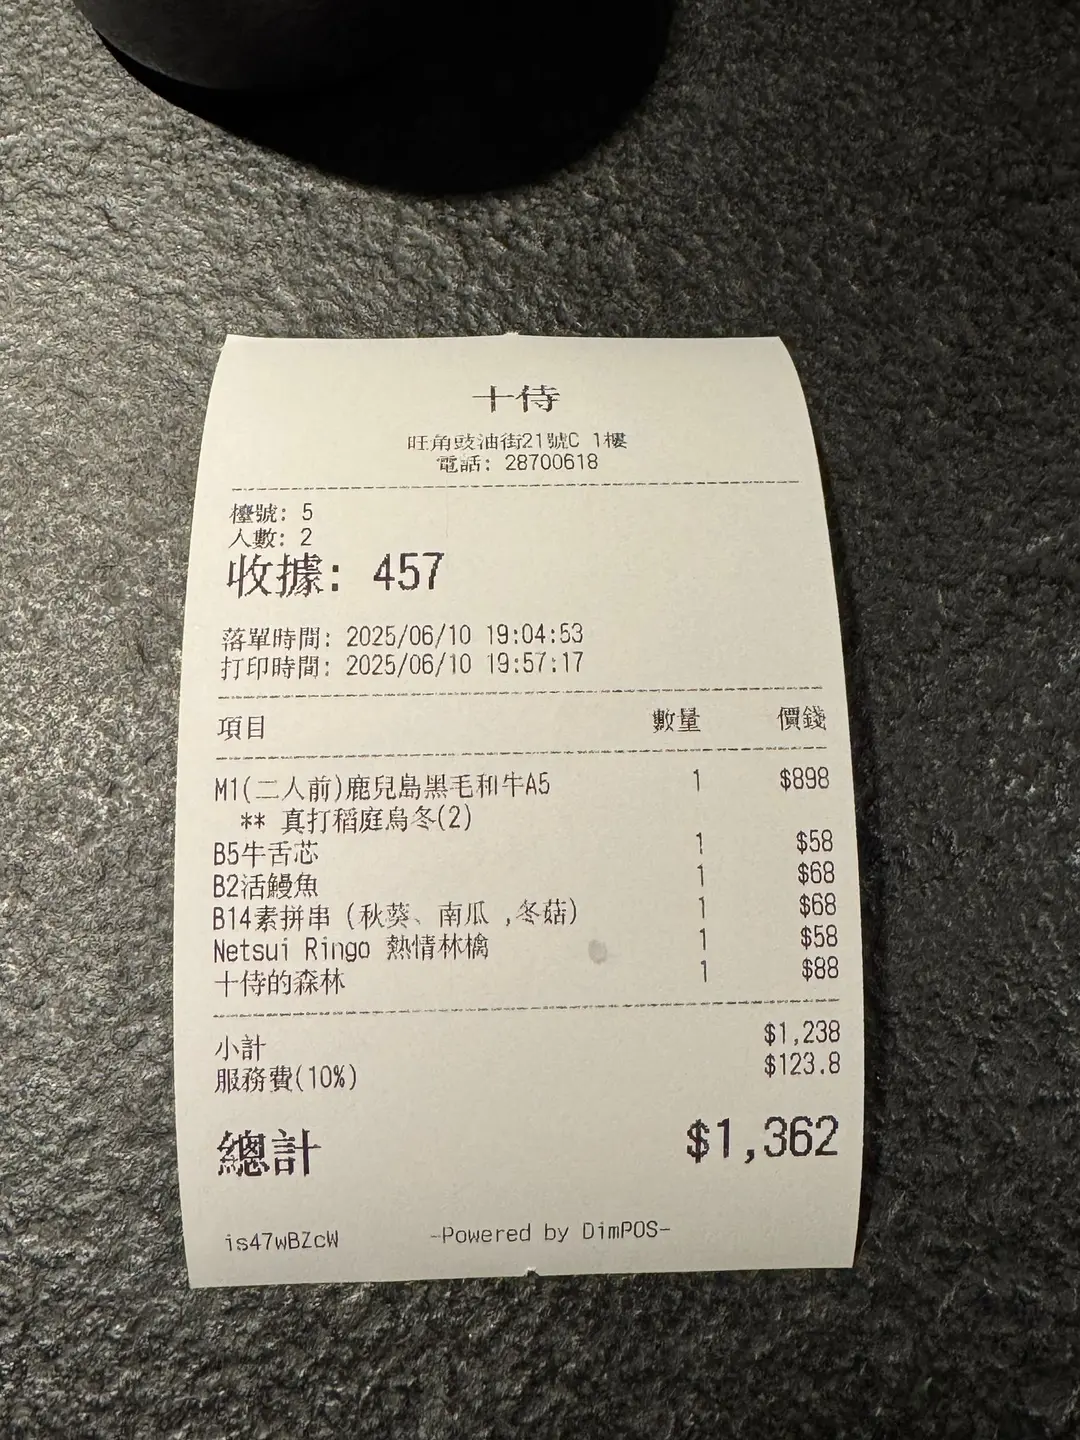 十侍
旺角豉油街21號C 1樓
電話: 28700618
檯號: 5
人數: 2
收據: 457
落單時間: 2025/06/10 19:04:53
打印時間: 2025/06/10 19:57:17
項目 數量 價錢
M1(二人前)鹿兒島黑毛和牛A5 1 $898
** 真打稻庭烏冬(2)
B5牛舌芯 1 $58
B2活鰻魚 1 $68
B14素拼串 (秋葵、南瓜 ,冬菇) 1 $68
Netsui Ringo 熱情林檎 1 $58
十侍的森林 1 $88
小計 $1,238
服務費(10%) $123.8
總計 $1,362
is47wBZcW -Powered by DimPOS-